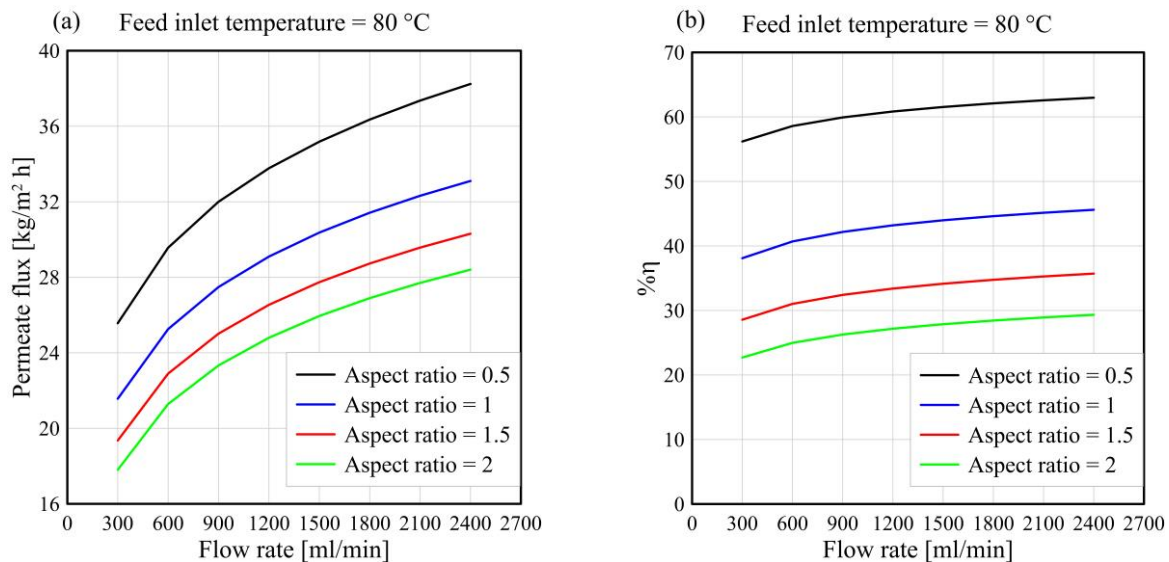 (a) Feed inlet temperature = 80 °C
40
36
32
28
24
20
16
Permeate flux [kg/m² h]
Aspect ratio = 0.5
Aspect ratio = 1
Aspect ratio = 1.5
Aspect ratio = 2
0 300 600 900 1200 1500 1800 2100 2400 2700
Flow rate [ml/min]
(b) Feed inlet temperature = 80 °C
70
60
50
40
30
20
10
0
%η
Aspect ratio = 0.5
Aspect ratio = 1
Aspect ratio = 1.5
Aspect ratio = 2
0 300 600 900 1200 1500 1800 2100 2400 2700
Flow rate [ml/min]